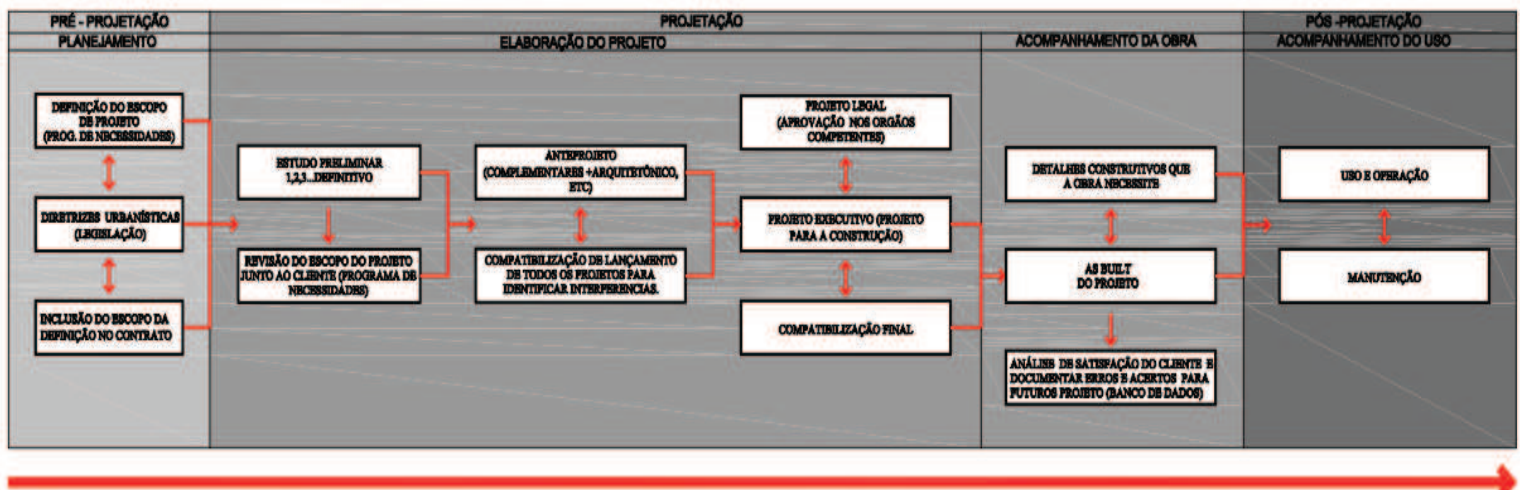 PRÉ - PROJETAÇÃO
PROJETAÇÃO
PÓS -PROJETAÇÃO
PLANEJAMENTO
ELABORAÇÃO DO PROJETO
ACOMPANHAMENTO DA OBRA
ACOMPANHAMENTO DO USO
DEFINIÇÃO DO ESCOPO
DE PROJETO
(PROG. DE NECESSIDADES)
DIRETRIZES URBANÍSTICAS
(LEGISLAÇÃO)
INCLUSÃO DO ESCOPO DA
DEFINIÇÃO NO CONTRATO
ESTUDO PRELIMINAR
1,2,3...DEFINITIVO
REVISÃO DO ESCOPO DO PROJETO
JUNTO AO CLIENTE (PROGRAMA DE
NECESSIDADES)
ANTEPROJETO
(COMPLEMENTARES +ARQUITETÔNICO,
ETC)
COMPATIBILIZAÇÃO DE LANÇAMENTO
DE TODOS OS PROJETOS PARA
IDENTIFICAR INTERFERENCIAS.
PROJETO LEGAL
(APROVAÇÃO NOS ORGÃOS
COMPETENTES)
PROJETO EXECUTIVO (PROJETO
PARA A CONSTRUÇÃO)
COMPATIBILIZAÇÃO FINAL
DETALHES CONSTRUTIVOS QUE
A OBRA NECESSITE
AS BUILT
DO PROJETO
ANÁLISE DE SATISFAÇÃO DO CLIENTE E
DOCUMENTAR ERROS E ACERTOS PARA
FUTUROS PROJETO (BANCO DE DADOS)
USO E OPERAÇÃO
MANUTENÇÃO